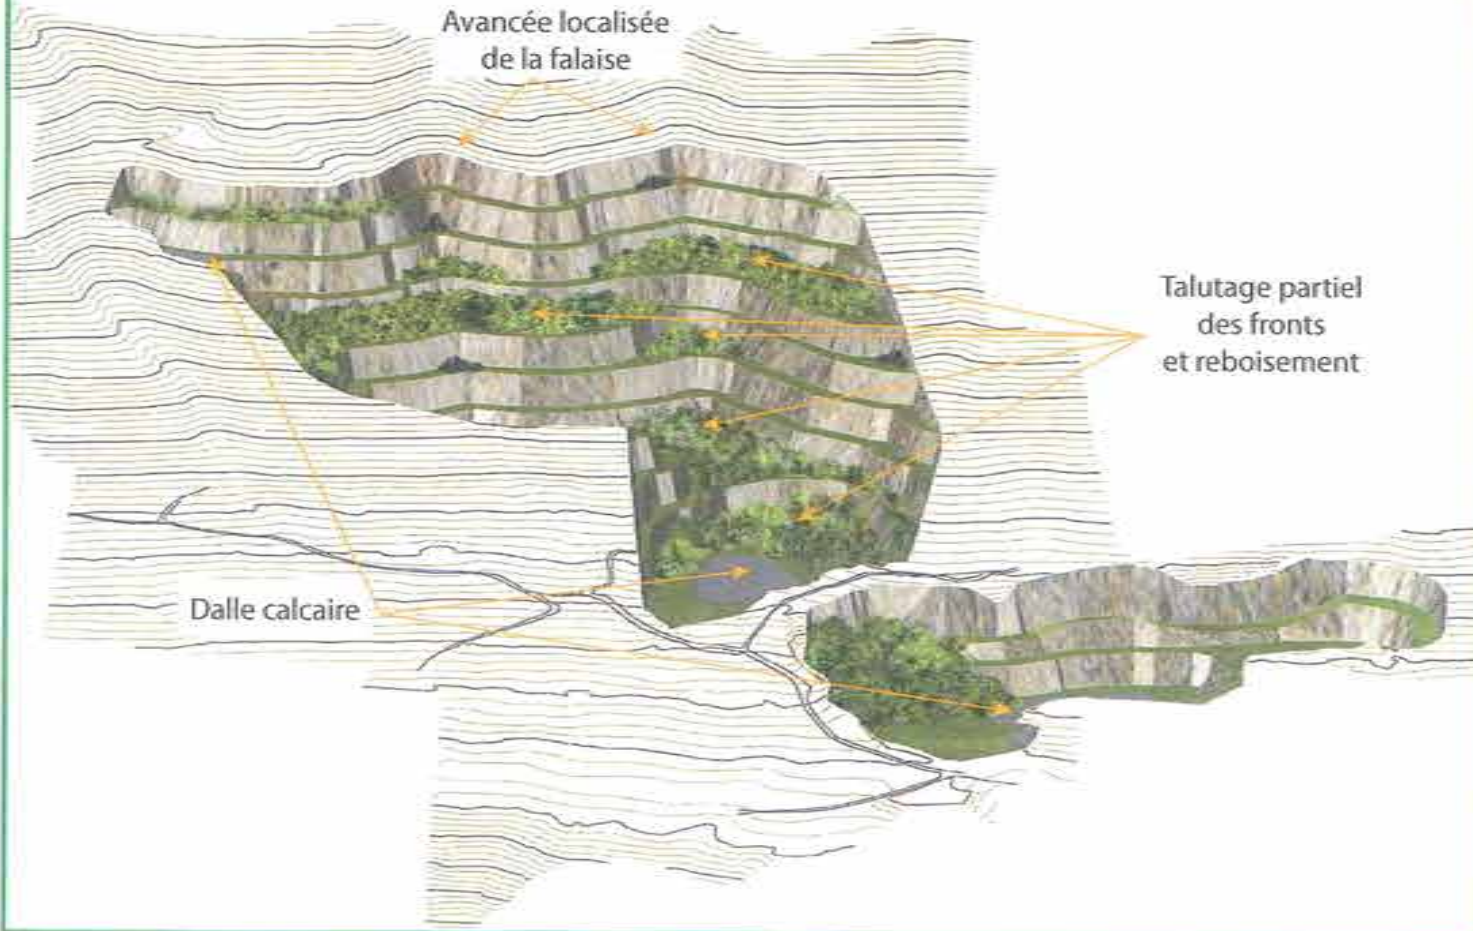 Avancée localisée
de la falaise
Talutage partiel
des fronts
et reboisement
Dalle calcaire